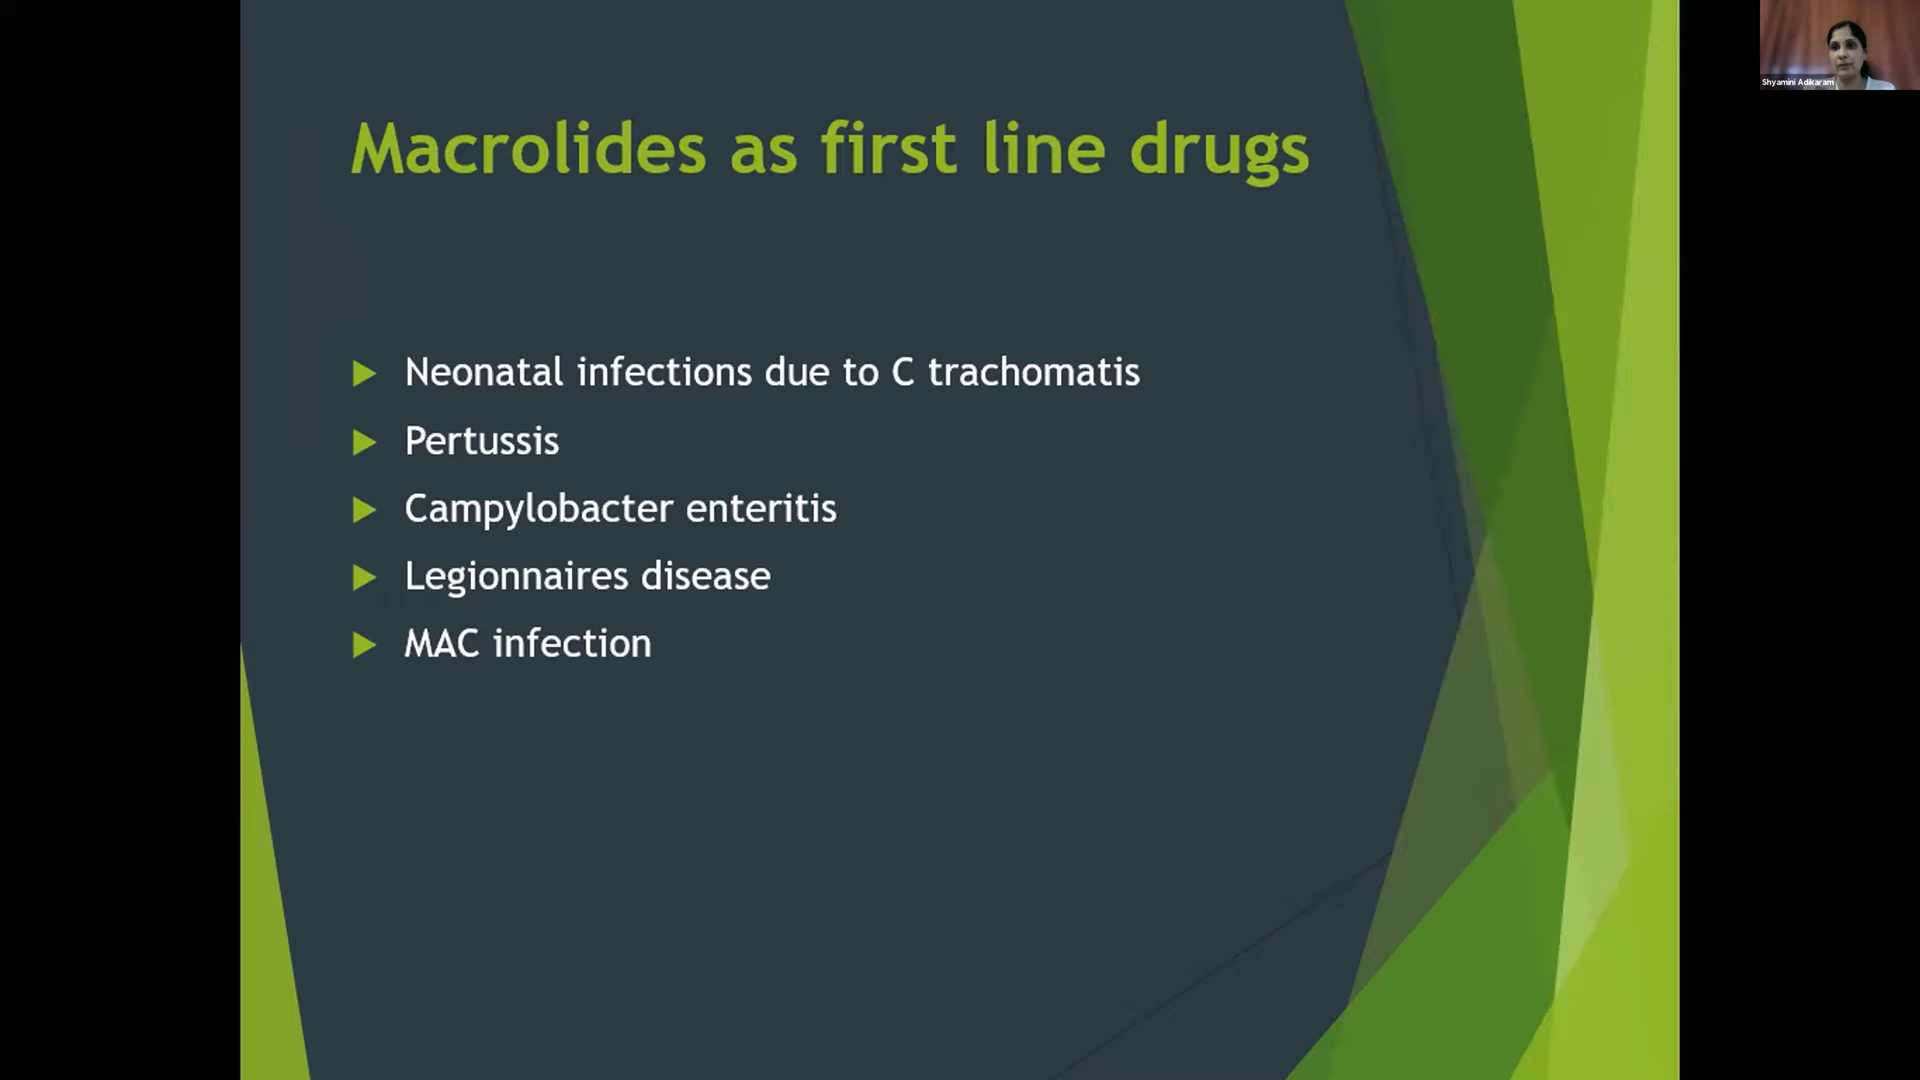 Macrolides as first line drugs
Neonatal infections due to C trachomatis
Pertussis
Campylobacter enteritis
Legionnaires disease
MAC infection
Shyamini Adikaram